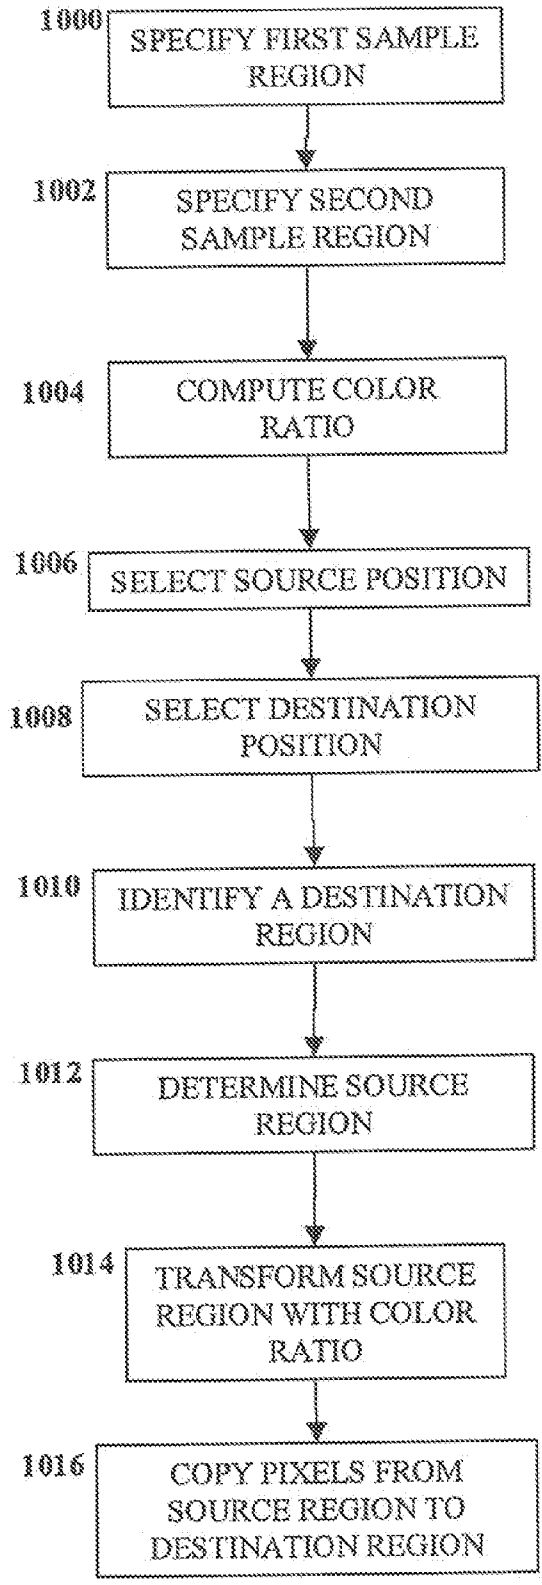 1000
SPECIFY FIRST SAMPLE
REGION
1002
SPECIFY SECOND
SAMPLE REGION
1004
COMPUTE COLOR
RATIO
1006
SELECT SOURCE POSITION
1008
SELECT DESTINATION
POSITION
1010
IDENTIFY A DESTINATION
REGION
1012
DETERMINE SOURCE
REGION
1014
TRANSFORM SOURCE
REGION WITH COLOR
RATIO
1016
COPY PIXELS FROM
SOURCE REGION TO
DESTINATION REGION